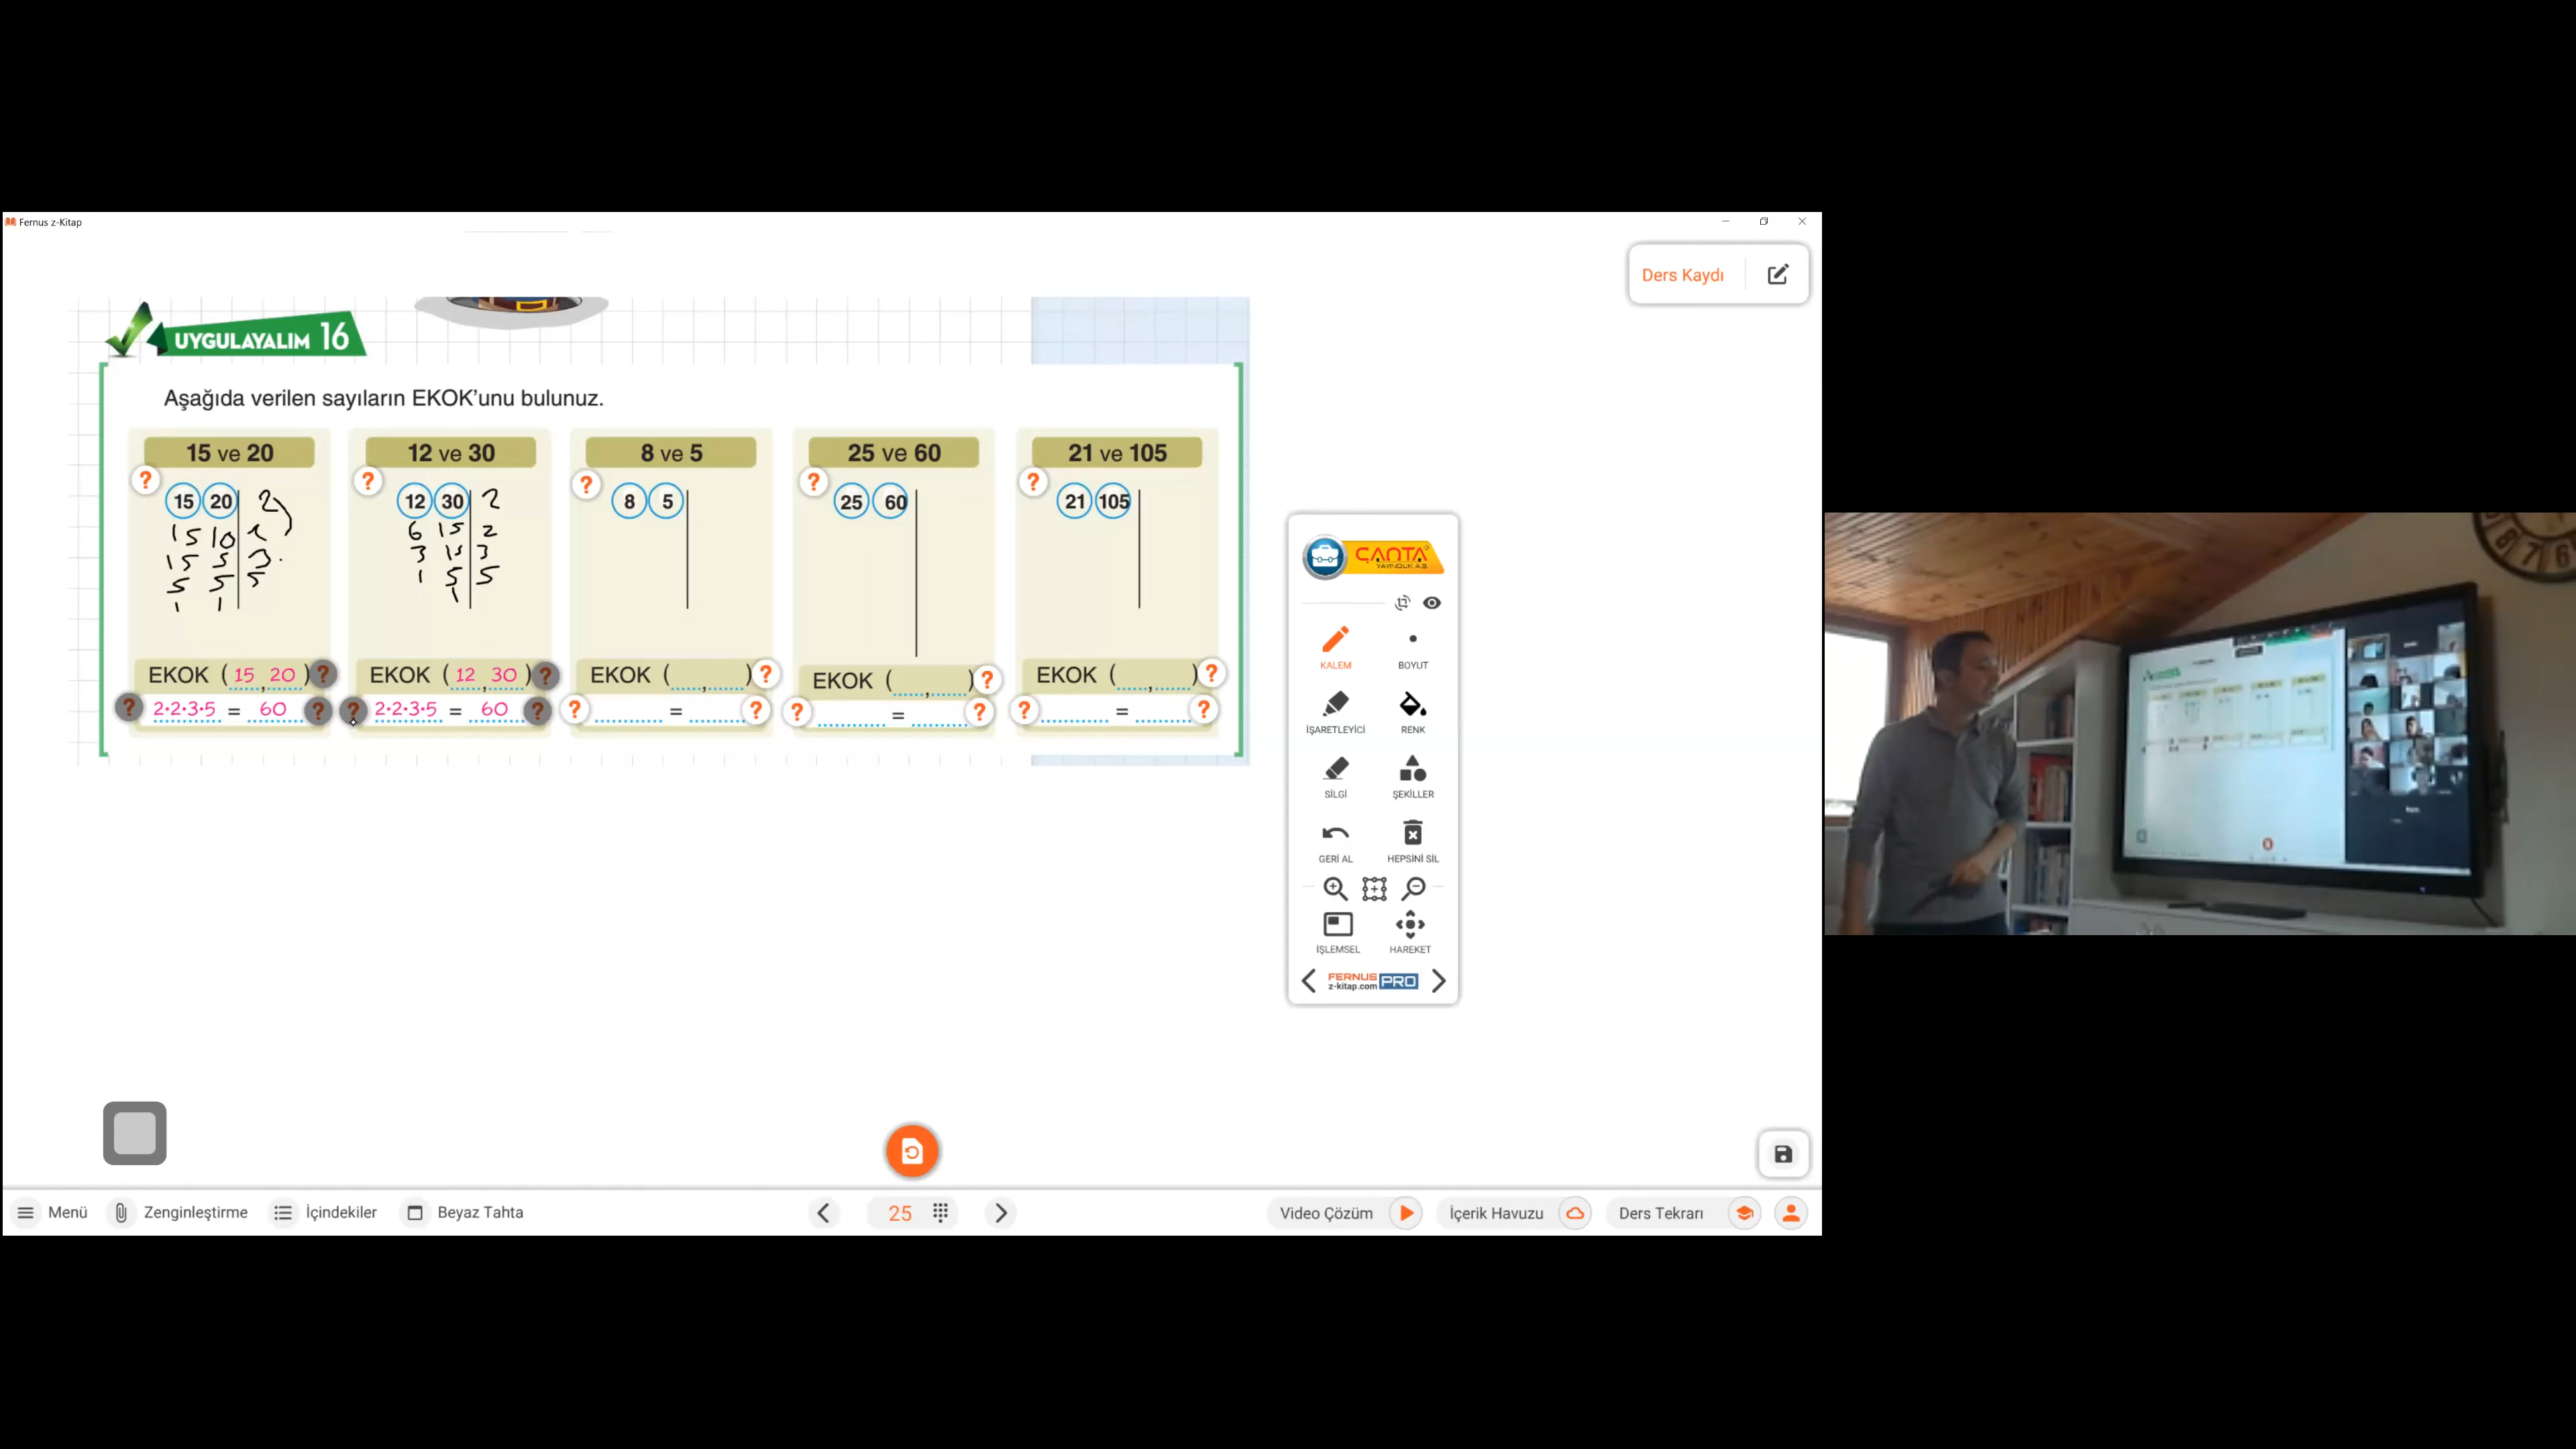 Fernus z-Kitap
Ders Kaydı
UYGULAYALIM 16
Aşağıda verilen sayıların EKOK'unu bulunuz.
15 ve 20
15 20 2
15 10 2
15 5 3
5 5 5
1 1
EKOK (15, 20)
2·2·3·5 = 60
12 ve 30
12 30 2
6 15 2
3 15 3
1 5 5
1
EKOK (12, 30)
2·2·3·5 = 60
8 ve 5
8 5
EKOK (.....,.....)
............ = ..........
25 ve 60
25 60
EKOK (.....,.....)
............ = ..........
21 ve 105
21 105
EKOK (.....,.....)
............ = ..........
ÇANTA
YAYINCILIK A.Ş.
KALEM BOYUT
İŞARETLEYİCİ RENK
SİLGİ ŞEKİLLER
GERİ AL HEPSİNİ SİL
İŞLEMSEL HAREKET
FERNUS
z-kitap.com PRO
Menü Zenginleştirme İçindekiler Beyaz Tahta 25 Video Çözüm İçerik Havuzu Ders Tekrarı
8 7 6